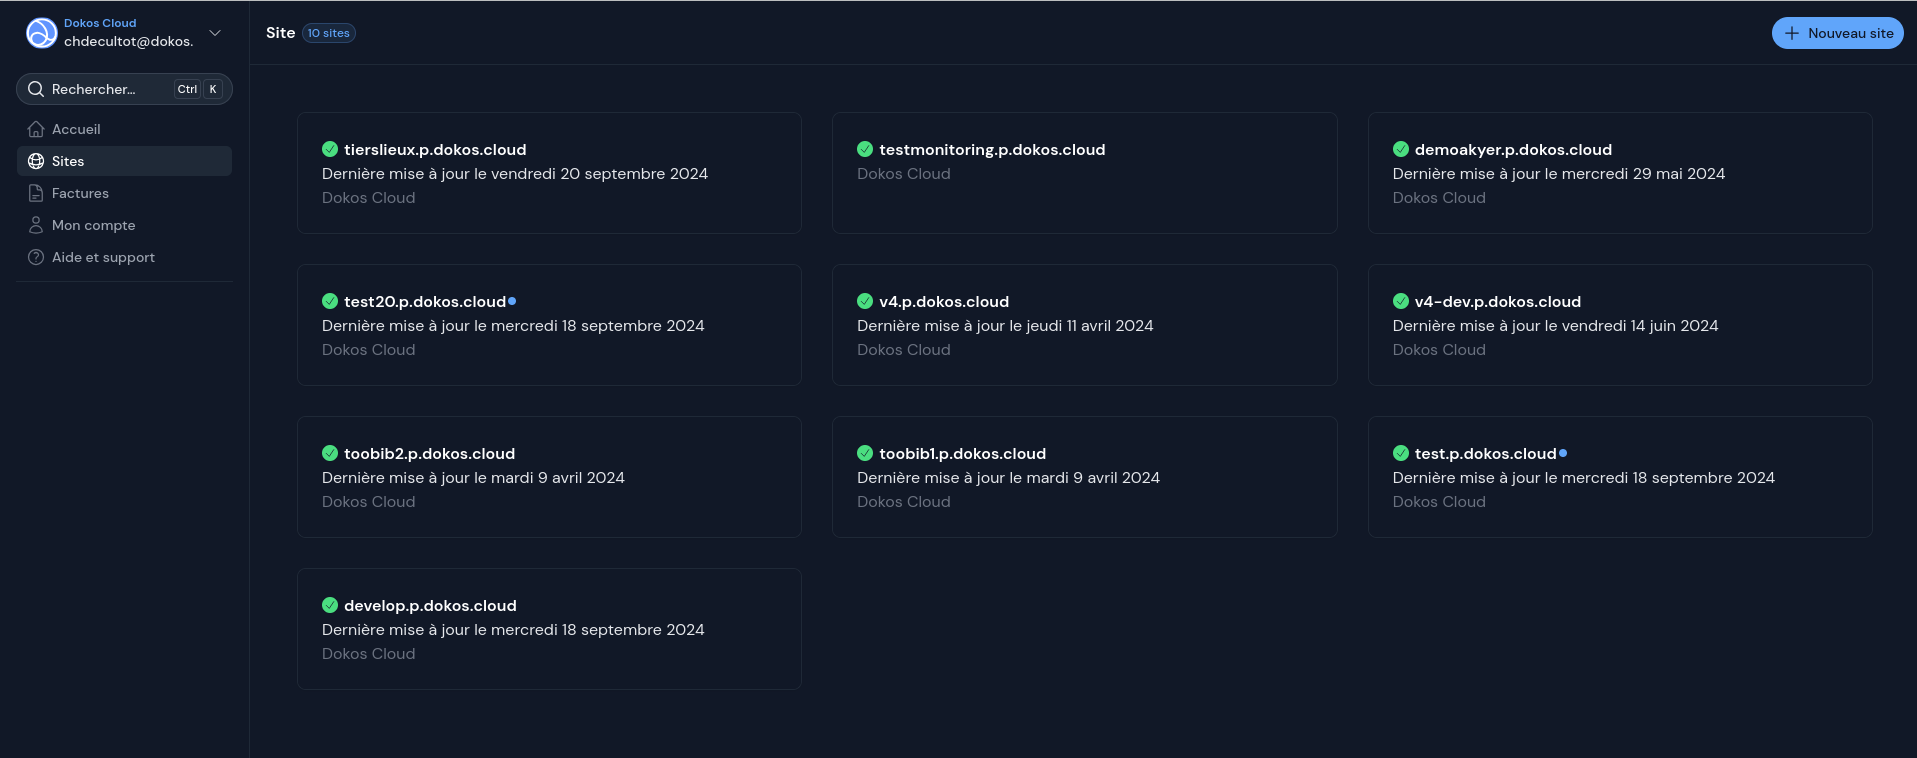 Dokos Cloud
chdecultot@dokos.
Rechercher... Ctrl K
Accueil
Sites
Factures
Mon compte
Aide et support
Site 10 sites
Nouveau site
tierslieux.p.dokos.cloud
Dernière mise à jour le vendredi 20 septembre 2024
Dokos Cloud
testmonitoring.p.dokos.cloud
Dokos Cloud
demoakyer.p.dokos.cloud
Dernière mise à jour le mercredi 29 mai 2024
Dokos Cloud
test20.p.dokos.cloud
Dernière mise à jour le mercredi 18 septembre 2024
Dokos Cloud
v4.p.dokos.cloud
Dernière mise à jour le jeudi 11 avril 2024
Dokos Cloud
v4-dev.p.dokos.cloud
Dernière mise à jour le vendredi 14 juin 2024
Dokos Cloud
toobib2.p.dokos.cloud
Dernière mise à jour le mardi 9 avril 2024
Dokos Cloud
toobib1.p.dokos.cloud
Dernière mise à jour le mardi 9 avril 2024
Dokos Cloud
test.p.dokos.cloud
Dernière mise à jour le mercredi 18 septembre 2024
Dokos Cloud
develop.p.dokos.cloud
Dernière mise à jour le mercredi 18 septembre 2024
Dokos Cloud